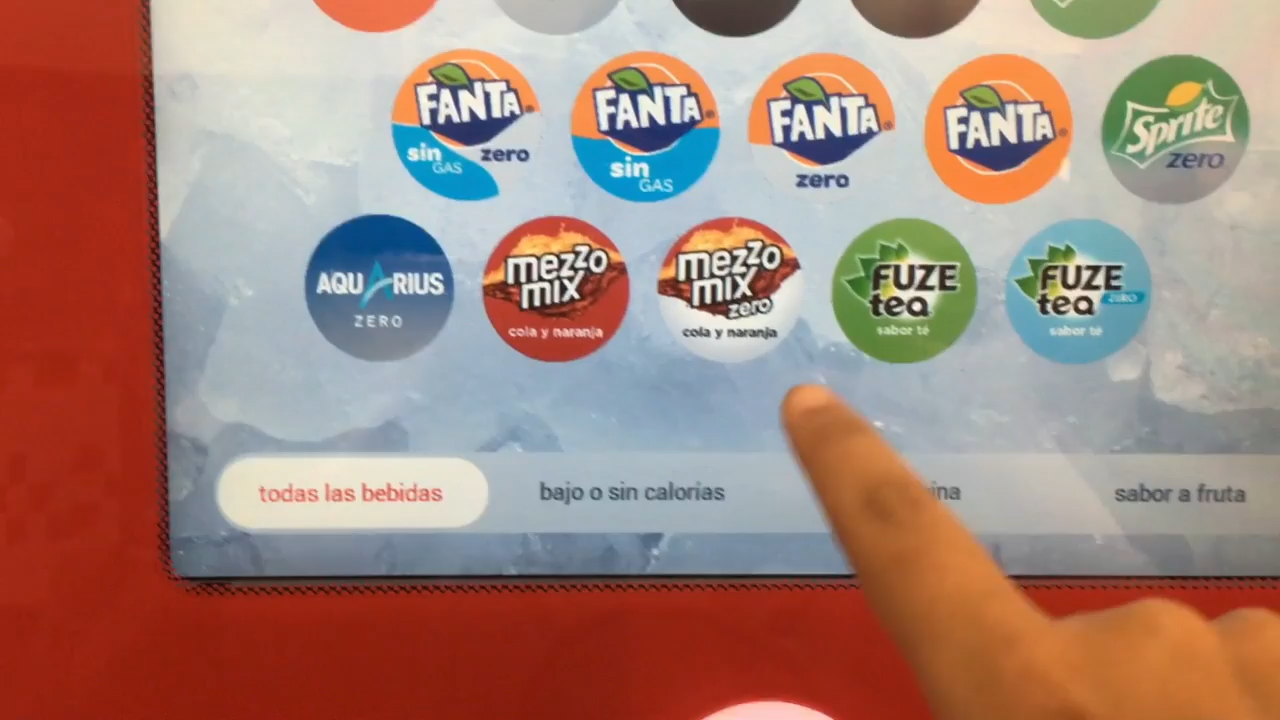 FANTA
sin
GAS
zero
FANTA
sin
GAS
FANTA
zero
FANTA
Sprite
zero
AQUARIUS
ZERO
mezzo
mix
cola y naranja
mezzo
mix
zero
cola y naranja
FUZE
tea
sabor té
FUZE
tea ZERO
sabor té
todas las bebidas
bajo o sin calorías
sabor a fruta